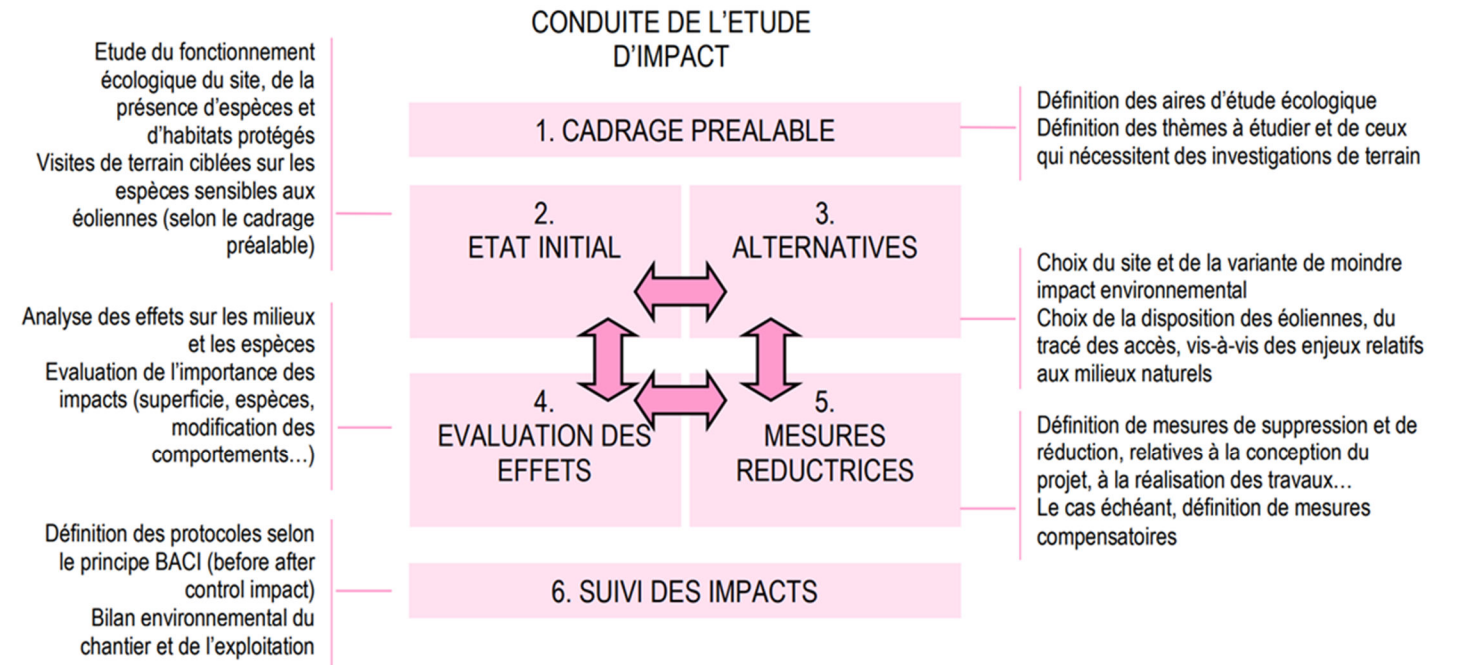 CONDUITE DE L'ETUDE
D'IMPACT
Etude du fonctionnement
écologique du site, de la
présence d'espèces et
d'habitats protégés
Visites de terrain ciblées sur les
espèces sensibles aux
éoliennes (selon le cadrage
préalable)
1. CADRAGE PREALABLE
Définition des aires d'étude écologique
Définition des thèmes à étudier et de ceux
qui nécessitent des investigations de terrain
2.
ETAT INITIAL
3.
ALTERNATIVES
Choix du site et de la variante de moindre
impact environnemental
Choix de la disposition des éoliennes, du
tracé des accès, vis-à-vis des enjeux relatifs
aux milieux naturels
Analyse des effets sur les milieux
et les espèces
Evaluation de l'importance des
impacts (superficie, espèces,
modification des
comportements…)
4.
EVALUATION DES
EFFETS
5.
MESURES
REDUCTRICES
Définition de mesures de suppression et de
réduction, relatives à la conception du
projet, à la réalisation des travaux…
Le cas échéant, définition de mesures
compensatoires
Définition des protocoles selon
le principe BACI (before after
control impact)
Bilan environnemental du
chantier et de l'exploitation
6. SUIVI DES IMPACTS